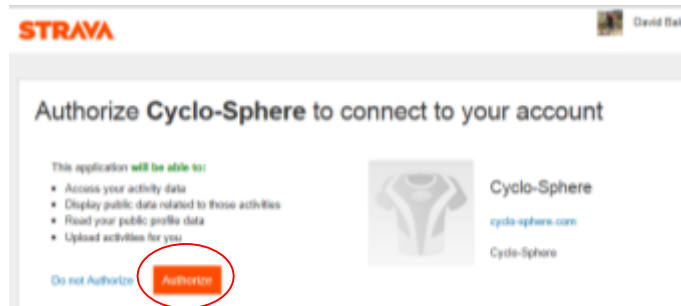 STRAVA
David Bai
Authorize Cyclo-Sphere to connect to your account
This application will be able to:
Access your activity data
Display public data related to those activities
Read your public profile data
Upload activities for you
Cyclo-Sphere
cyclo-sphere.com
Cyclo-Sphere
Do not Authorize Authorize